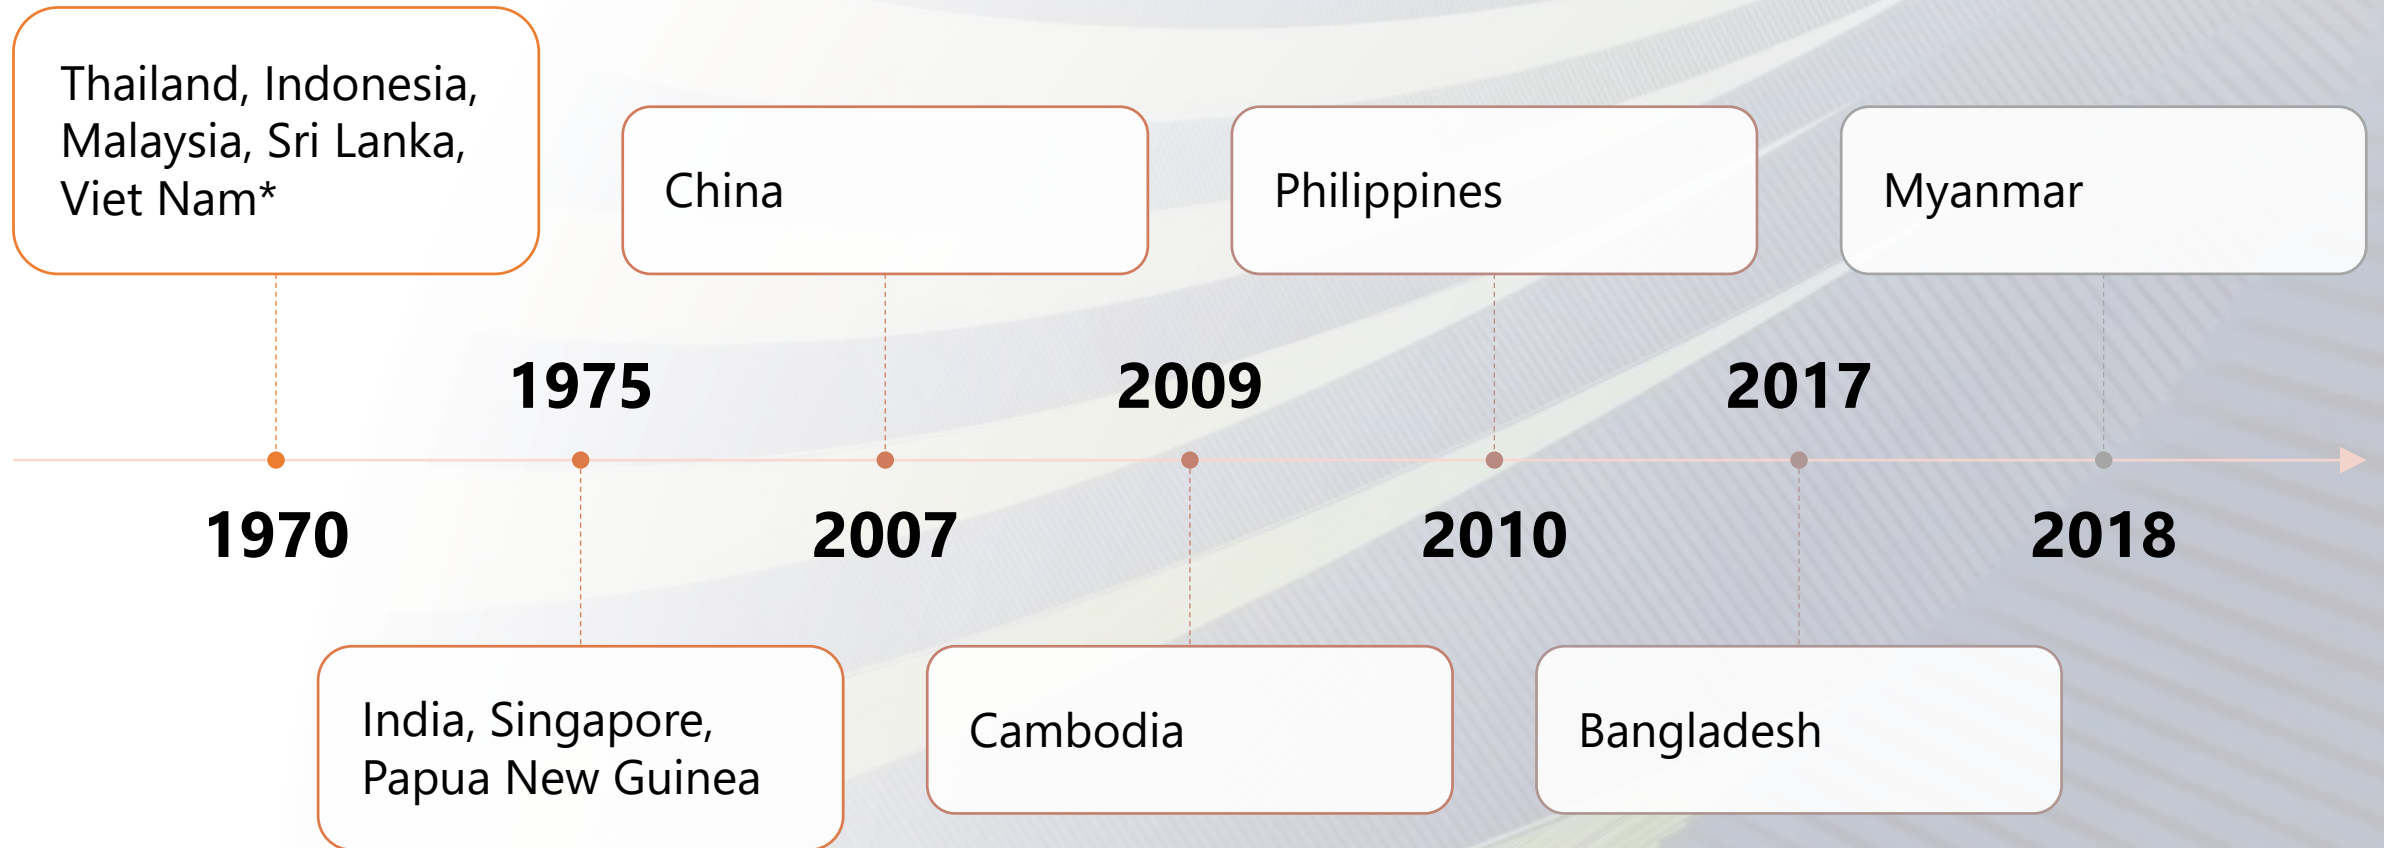 Thailand, Indonesia,
Malaysia, Sri Lanka,
Viet Nam*
China
Philippines
Myanmar
1975
2009
2017
1970
2007
2010
2018
India, Singapore,
Papua New Guinea
Cambodia
Bangladesh